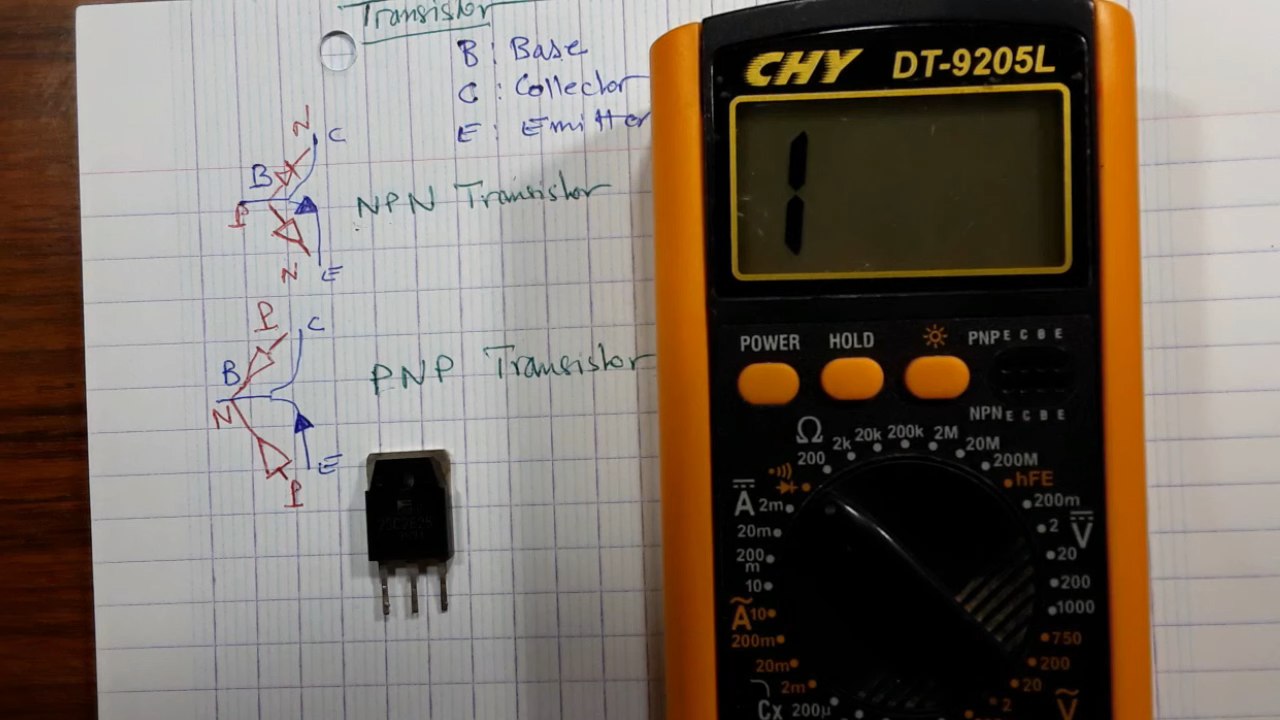 Transistor
B : Base
C : Collector
E : Emitter
N
C
B
P
NPN Transistor
N
E
P
C
B
N
PNP Transistor
E
P
2SC2625
CHY DT-9205L
1
POWER HOLD
PNP E C B E
NPN E C B E
Ω
200 2k 20k 200k 2M 20M 200M
hFE
A
2m
20m
200m
10
A
10
200m
20m
2m
Cx 200µ
200m
2
V
20
200
1000
750
200
20
2
V